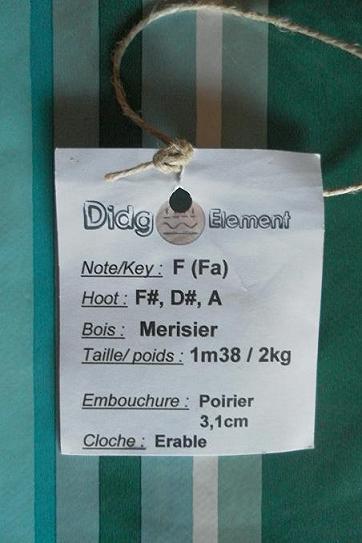 Didg Element
Note/Key : F (Fa)
Hoot : F#, D#, A
Bois : Merisier
Taille/ poids : 1m38 / 2kg
Embouchure : Poirier
3,1cm
Cloche : Erable